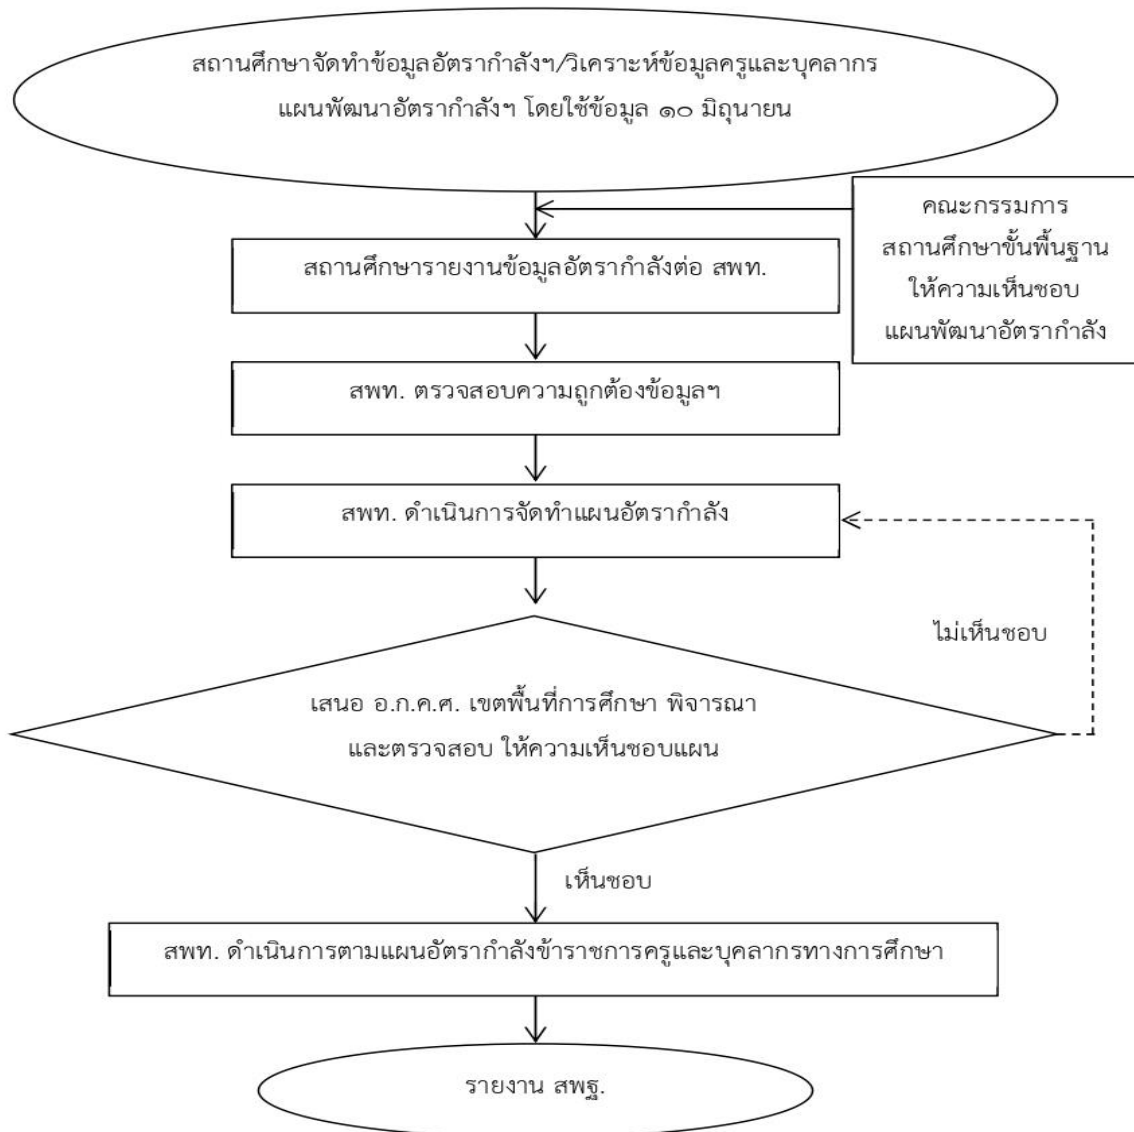 สถานศึกษาจัดทำข้อมูลอัตรากำลังฯ/วิเคราะห์ข้อมูลครูและบุคลากร
แผนพัฒนาอัตรากำลังฯ โดยใช้ข้อมูล ๑๐ มิถุนายน
คณะกรรมการ
สถานศึกษาขั้นพื้นฐาน
ให้ความเห็นชอบ
แผนพัฒนาอัตรากำลัง
สถานศึกษารายงานข้อมูลอัตรากำลังต่อ สพท.
สพท. ตรวจสอบความถูกต้องข้อมูลฯ
สพท. ดำเนินการจัดทำแผนอัตรากำลัง
ไม่เห็นชอบ
เสนอ อ.ก.ค.ศ. เขตพื้นที่การศึกษา พิจารณา
และตรวจสอบ ให้ความเห็นชอบแผน
เห็นชอบ
สพท. ดำเนินการตามแผนอัตรากำลังข้าราชการครูและบุคลากรทางการศึกษา
รายงาน สพฐ.